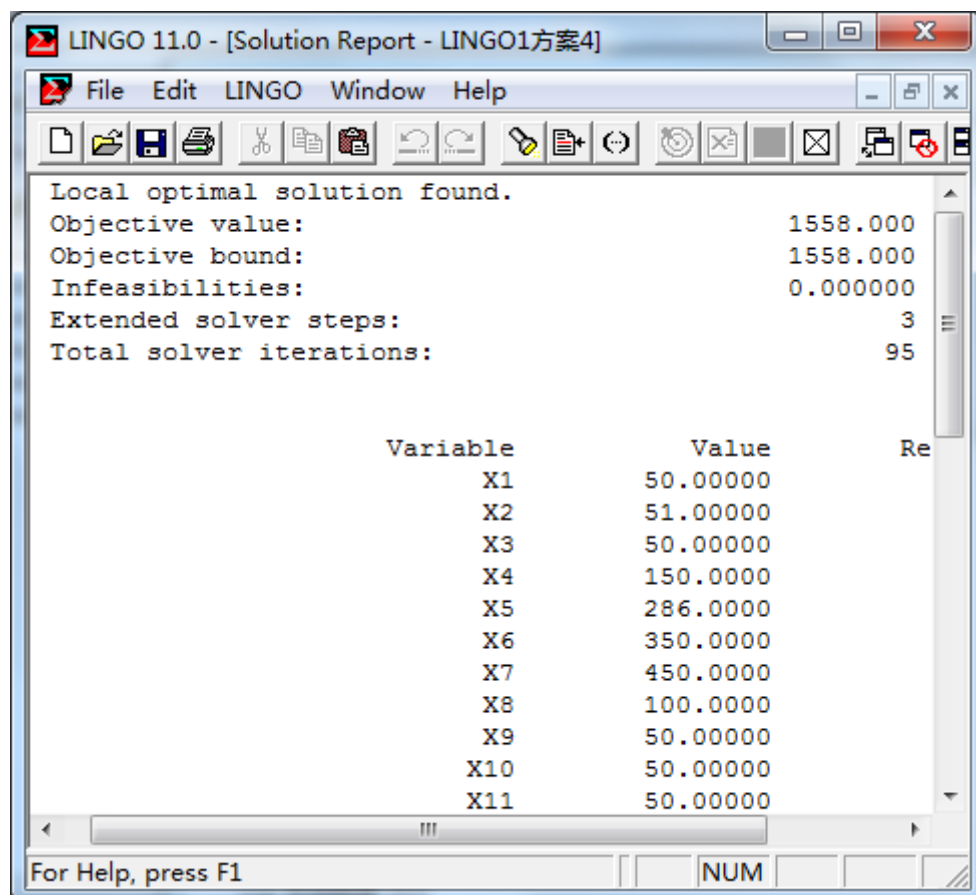 LINGO 11.0 - [Solution Report - LINGO1方案4]
File Edit LINGO Window Help
Local optimal solution found.
Objective value: 1558.000
Objective bound: 1558.000
Infeasibilities: 0.000000
Extended solver steps: 3
Total solver iterations: 95
Variable Value Re
X1 50.00000
X2 51.00000
X3 50.00000
X4 150.0000
X5 286.0000
X6 350.0000
X7 450.0000
X8 100.0000
X9 50.00000
X10 50.00000
X11 50.00000
For Help, press F1 NUM